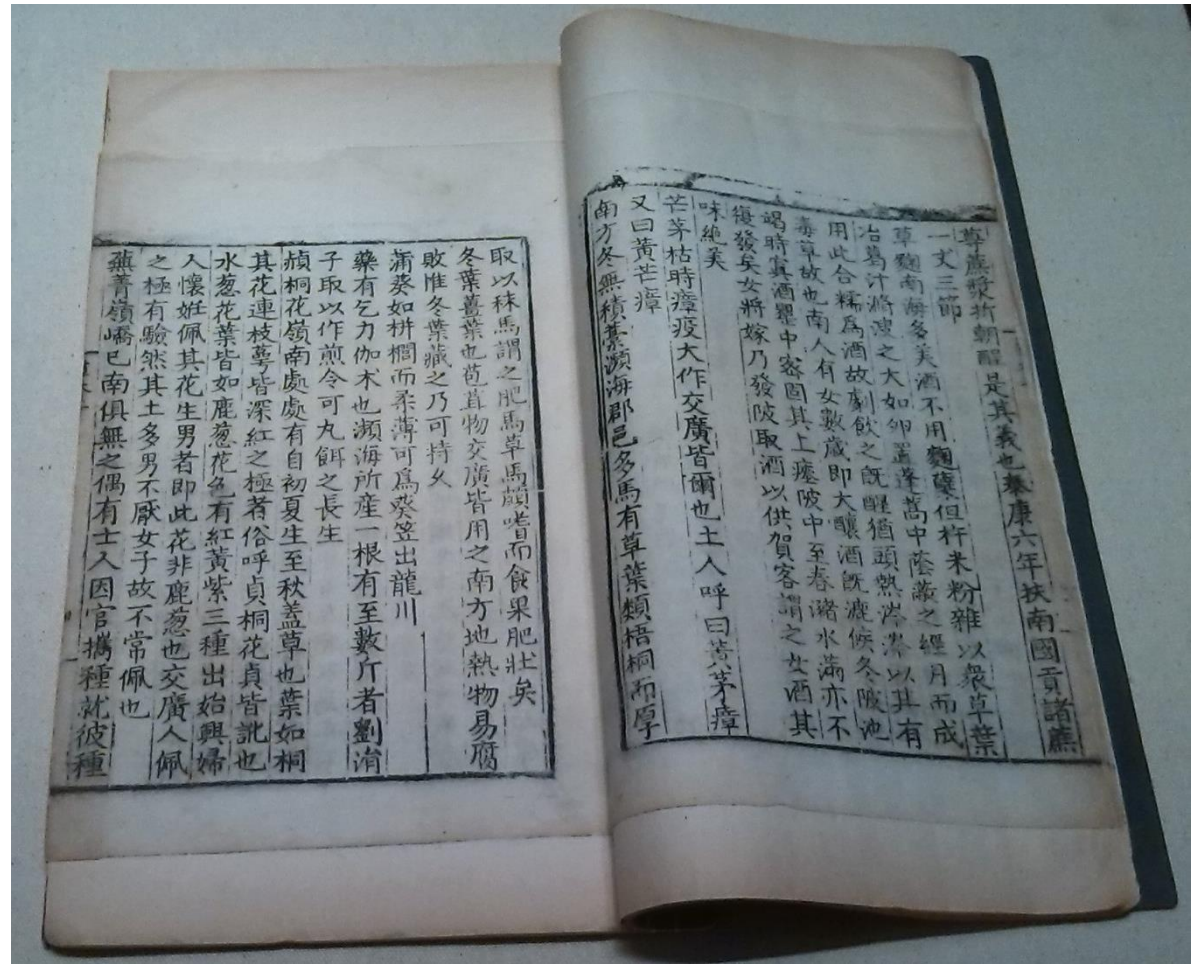 蔗漿折朝酲是其義也泰康六年扶南國貢諸蔗
一丈三節
草麴南海多美酒不用麴糱但杵米粉雜以衆草葉
冶葛汁滫溲之大如卵置蓬蒿中蔭蔽之經月而成
用此合糯爲酒故劇飲之旣醒猶頭熱涔涔以其有
毒草故也南人有女數歳即大釀酒旣漉候冬陂池
竭時寘酒罌中密固其上瘞陂中至春瀦水滿亦不
復發矣女將嫁乃發陂取酒以供賀客謂之女酒其
味絶美
芒茅枯時瘴疫大作交廣皆爾也土人呼曰黃茅瘴
又曰黃芒瘴
南方冬無積藁瀕海郡邑多馬有草葉類梧桐而厚
取以秣馬謂之肥馬草馬頗嗜而食果肥壯矣
冬葉薑葉也苞苴物交廣皆用之南方地熱物易腐
敗惟冬葉藏之乃可持久
蒲葵如栟櫚而柔薄可爲葵笠出龍川
藥有乞力伽木也瀕海所産一根有至數斤者劉涓
子取以作煎令可丸餌之長生
赬桐花嶺南處處有自初夏生至秋蓋草也葉如桐
其花連枝萼皆深紅之極者俗呼貞桐花貞皆訛也
水葱花葉皆如鹿葱花色有紅黃紫三種出始興婦
人懷妊佩其花生男者即此花非鹿葱也交廣人佩
之極有驗然其土多男不厭女子故不常佩也
蕪菁嶺嶠已南俱無之偶有士人因官攜種就彼種